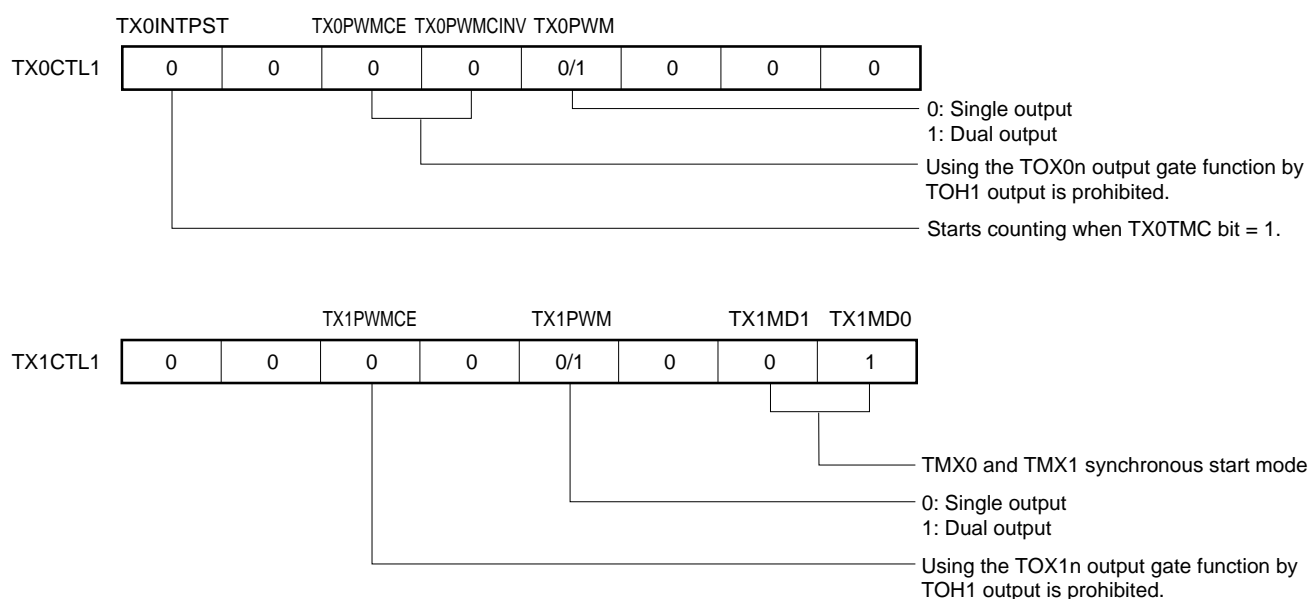 TX0INTPST TX0PWMCE TX0PWMCINV TX0PWM
TX0CTL1 0 0 0 0 0/1 0 0 0
0: Single output
1: Dual output
Using the TOX0n output gate function by
TOH1 output is prohibited.
Starts counting when TX0TMC bit = 1.
TX1PWMCE TX1PWM TX1MD1 TX1MD0
TX1CTL1 0 0 0 0 0/1 0 0 1
TMX0 and TMX1 synchronous start mode
0: Single output
1: Dual output
Using the TOX1n output gate function by
TOH1 output is prohibited.